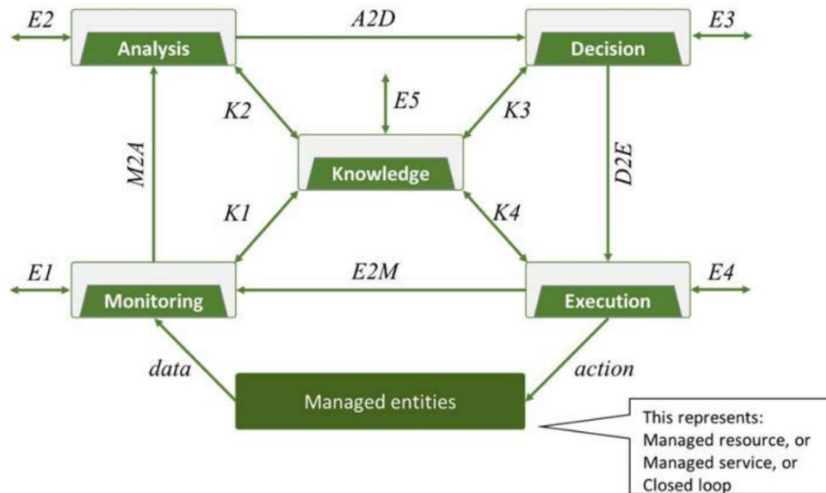 E2
A2D
E3
Analysis
Decision
K2
E5
K3
M2A
Knowledge
D2E
K1
K4
E1
E2M
E4
Monitoring
Execution
data
action
Managed entities
This represents:
Managed resource, or
Managed service, or
Closed loop